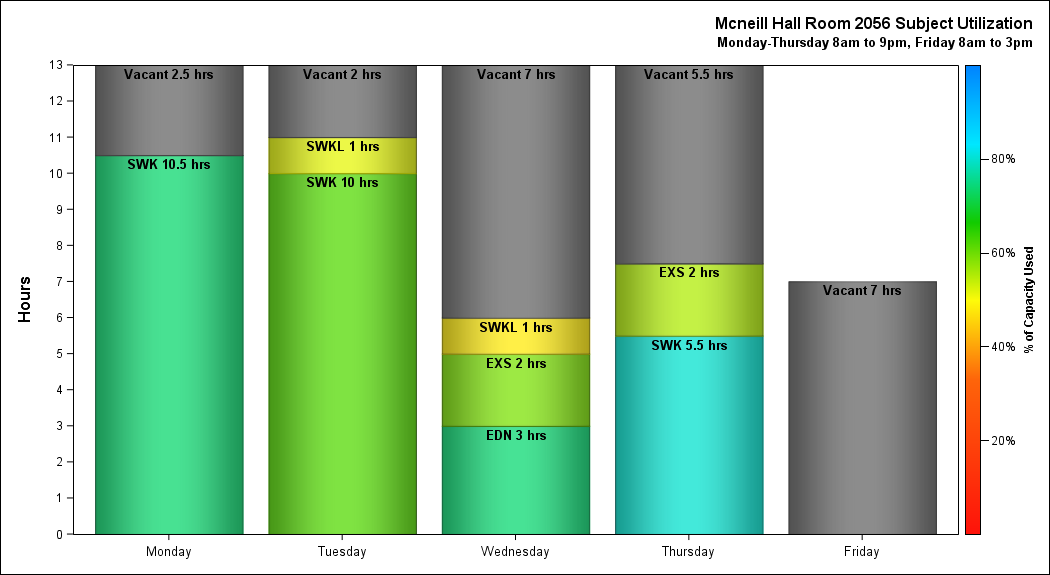 Mcneill Hall Room 2056 Subject Utilization
Monday-Thursday 8am to 9pm, Friday 8am to 3pm
Hours
13
12
11
10
9
8
7
6
5
4
3
2
1
0
Vacant 2.5 hrs
SWK 10.5 hrs
Vacant 2 hrs
SWKL 1 hrs
SWK 10 hrs
Vacant 7 hrs
SWKL 1 hrs
EXS 2 hrs
EDN 3 hrs
Vacant 5.5 hrs
EXS 2 hrs
SWK 5.5 hrs
Vacant 7 hrs
Monday
Tuesday
Wednesday
Thursday
Friday
80%
60%
40%
20%
% of Capacity Used